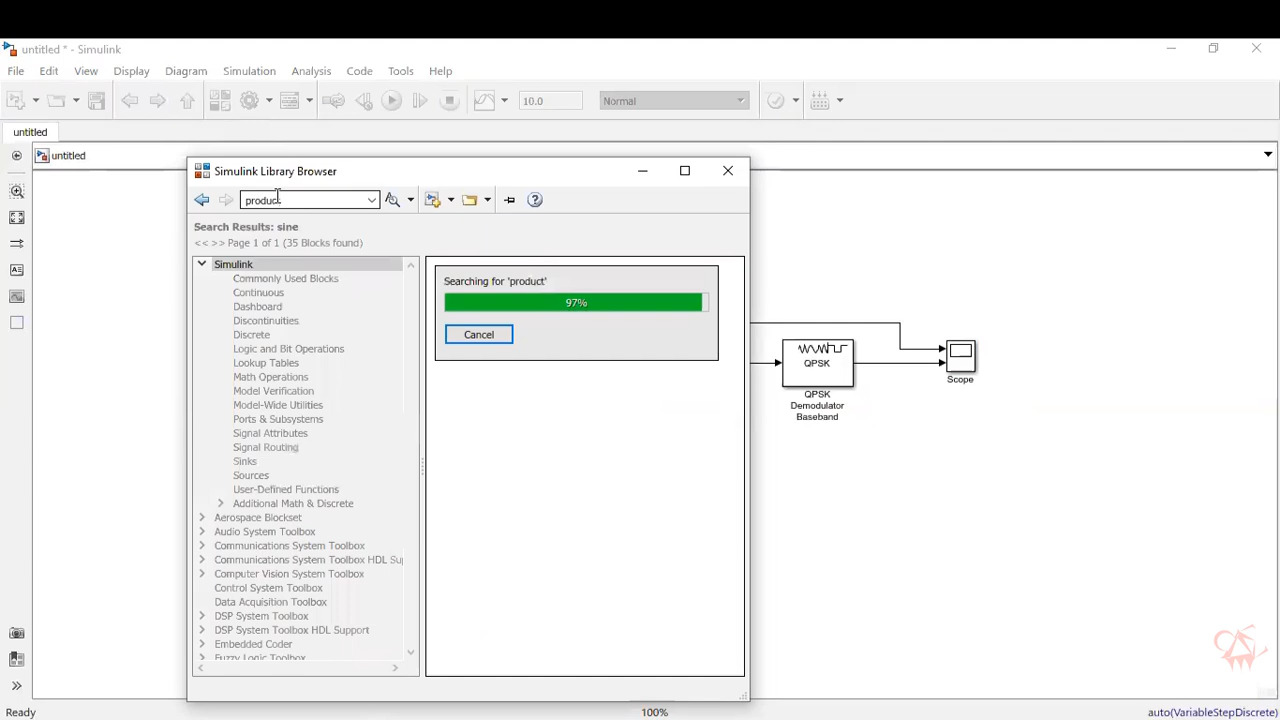 untitled * - Simulink
File Edit View Display Diagram Simulation Analysis Code Tools Help
10.0 Normal
untitled
untitled
Simulink Library Browser
product
Search Results: sine
<< >> Page 1 of 1 (35 Blocks found)
Simulink
Commonly Used Blocks
Continuous
Dashboard
Discontinuities
Discrete
Logic and Bit Operations
Lookup Tables
Math Operations
Model Verification
Model-Wide Utilities
Ports & Subsystems
Signal Attributes
Signal Routing
Sinks
Sources
User-Defined Functions
Additional Math & Discrete
Aerospace Blockset
Audio System Toolbox
Communications System Toolbox
Communications System Toolbox HDL Su
Computer Vision System Toolbox
Control System Toolbox
Data Acquisition Toolbox
DSP System Toolbox
DSP System Toolbox HDL Support
Embedded Coder
Fuzzy Logic Toolbox
Searching for 'product'
97%
Cancel
QPSK
QPSK
Demodulator
Baseband
Scope
Ready 100% auto(VariableStepDiscrete)